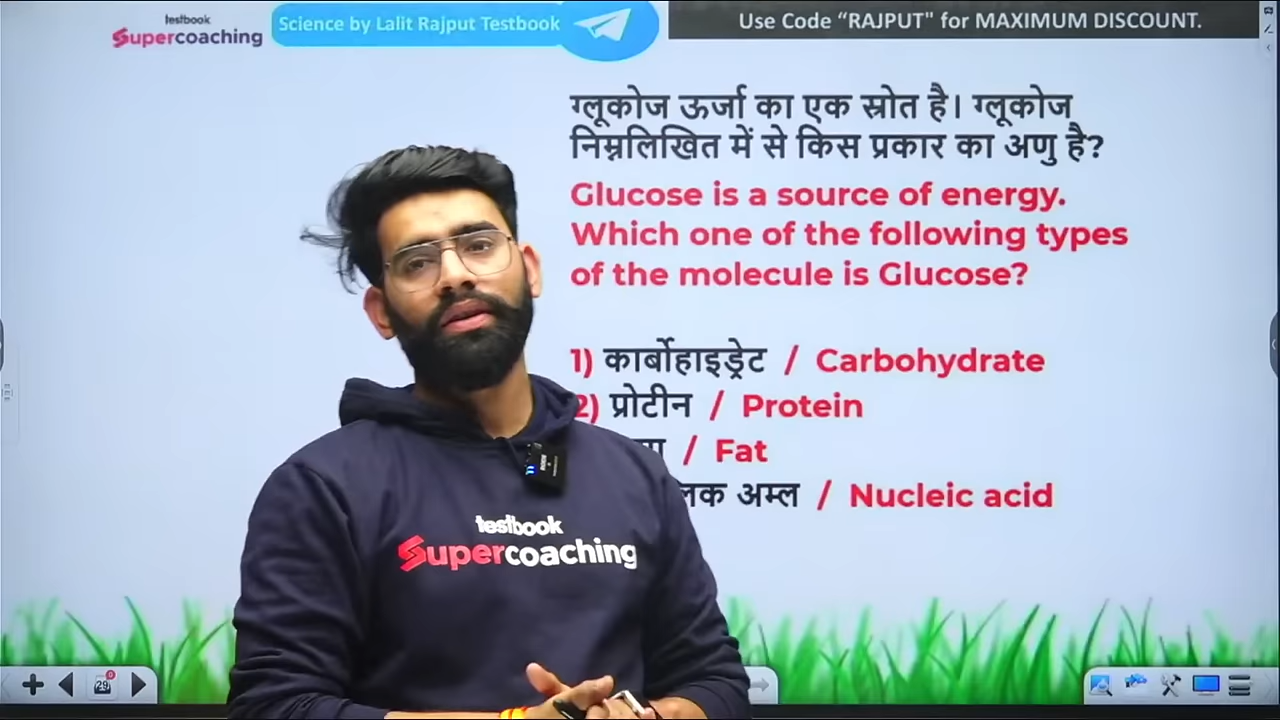 testbook
Supercoaching
Science by Lalit Rajput Testbook
Use Code “RAJPUT" for MAXIMUM DISCOUNT.
ग्लूकोज ऊर्जा का एक स्रोत है। ग्लूकोज
निम्नलिखित में से किस प्रकार का अणु है?
Glucose is a source of energy.
Which one of the following types
of the molecule is Glucose?
1) कार्बोहाइड्रेट / Carbohydrate
2) प्रोटीन / Protein
/ Fat
अम्ल / Nucleic acid
testbook
Supercoaching
29